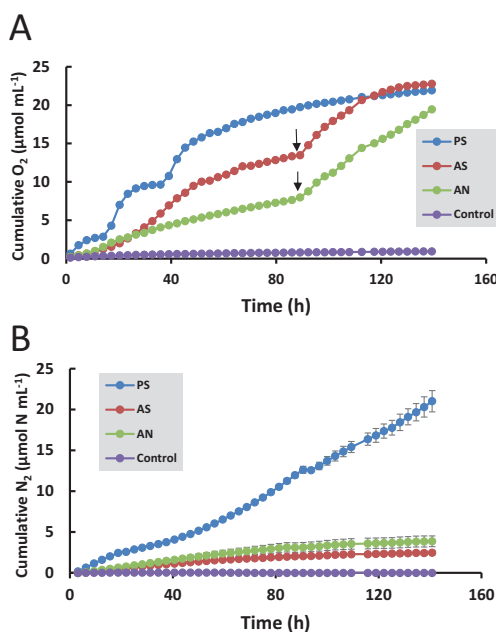 A
25
20
15
10
5
0
Cumulative O₂ (μmol mL⁻¹)
PS
AS
AN
Control
0 40 80 120 160
Time (h)
B
25
20
15
10
5
0
Cumulative N₂ (μmol N mL⁻¹)
PS
AS
AN
Control
0 40 80 120 160
Time (h)